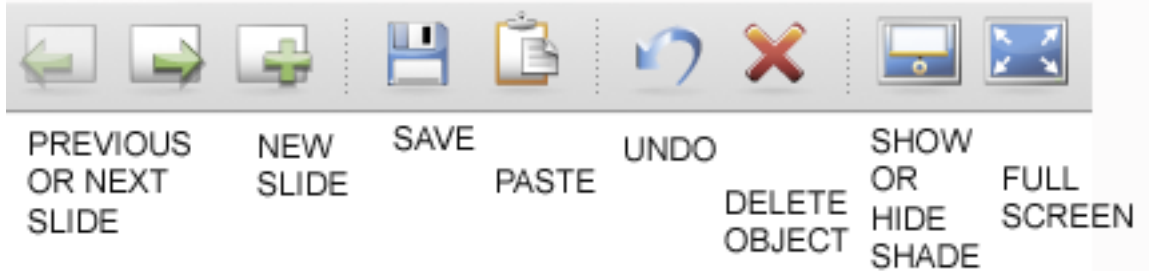 PREVIOUS
OR NEXT
SLIDE
NEW
SLIDE
SAVE
PASTE
UNDO
DELETE
OBJECT
SHOW
OR
HIDE
SHADE
FULL
SCREEN